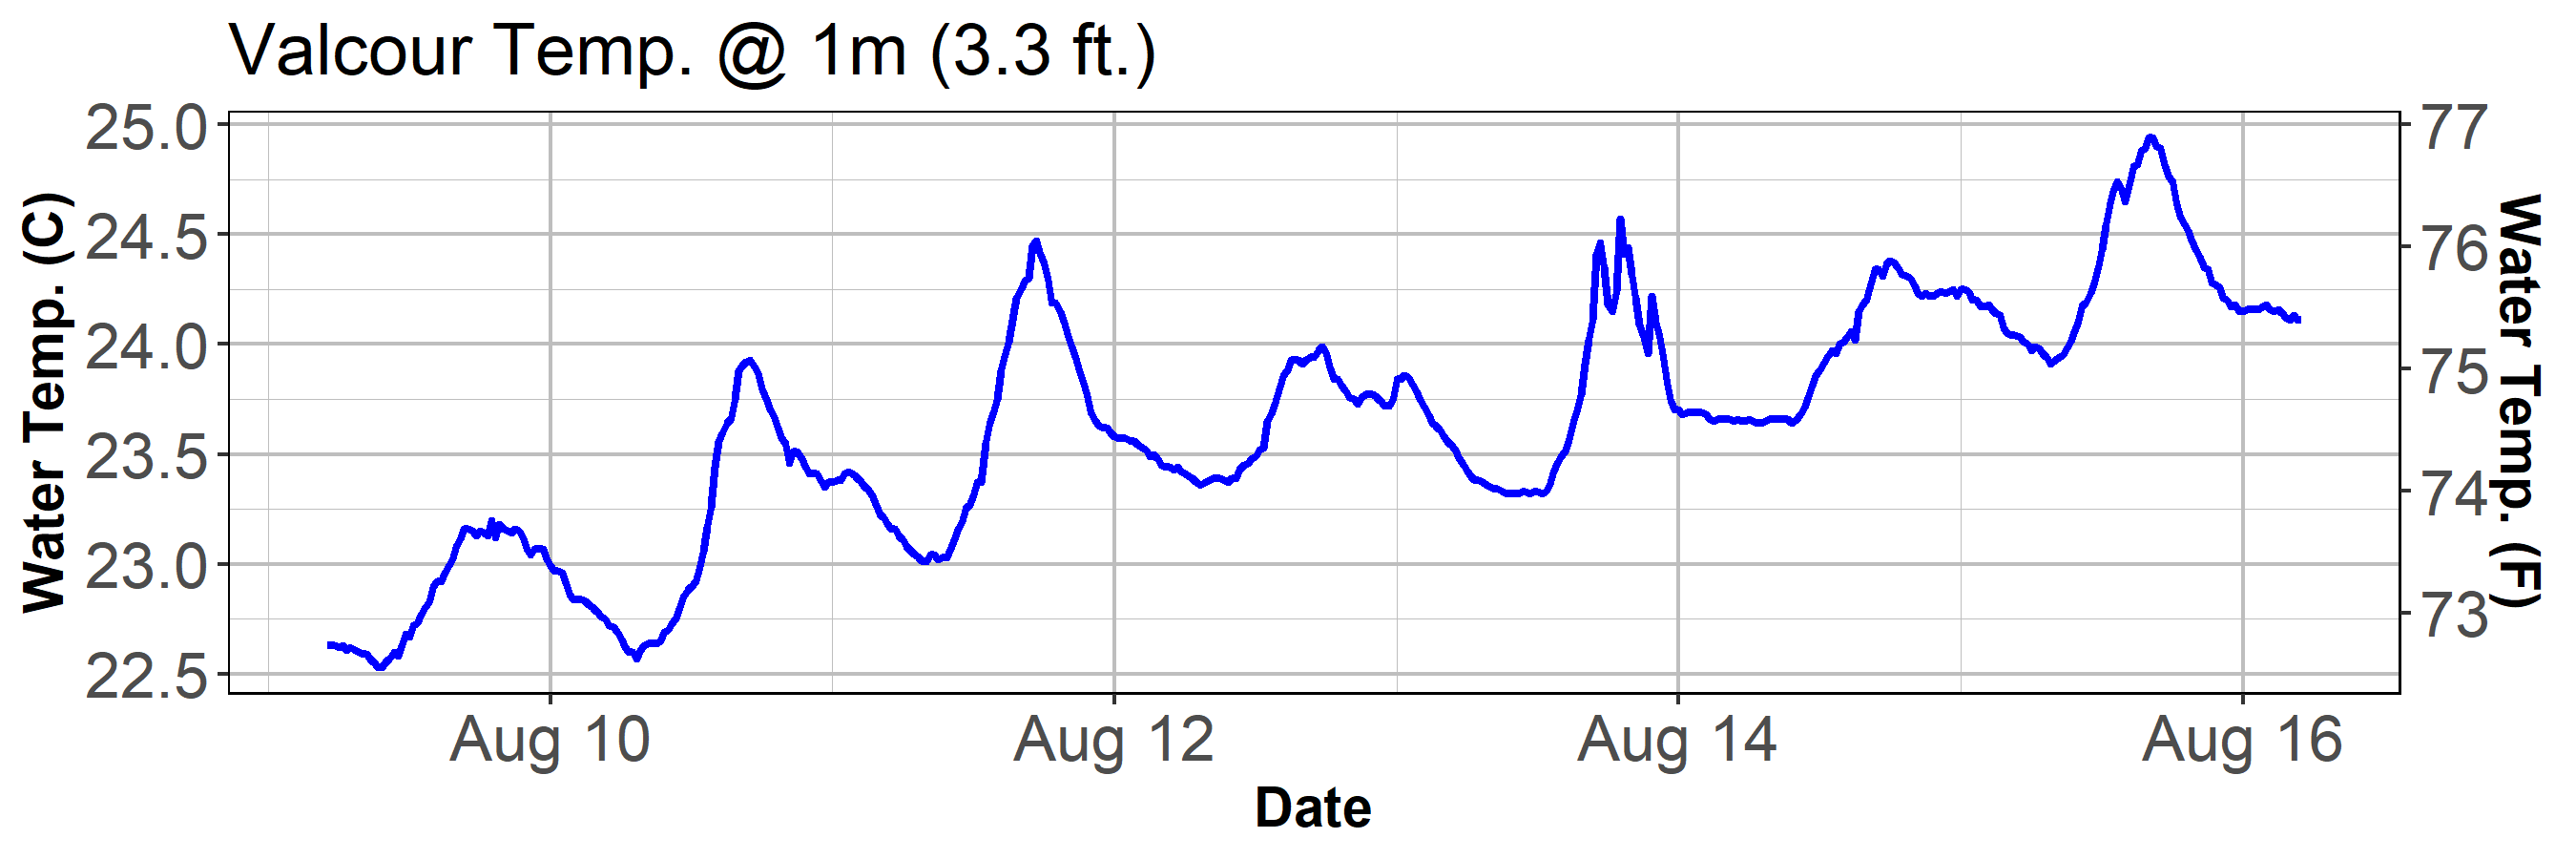 Valcour Temp. @ 1m (3.3 ft.)
Water Temp. (C)
25.0
24.5
24.0
23.5
23.0
22.5
77
76
75
74
73
Water Temp. (F)
Aug 10
Aug 12
Aug 14
Aug 16
Date